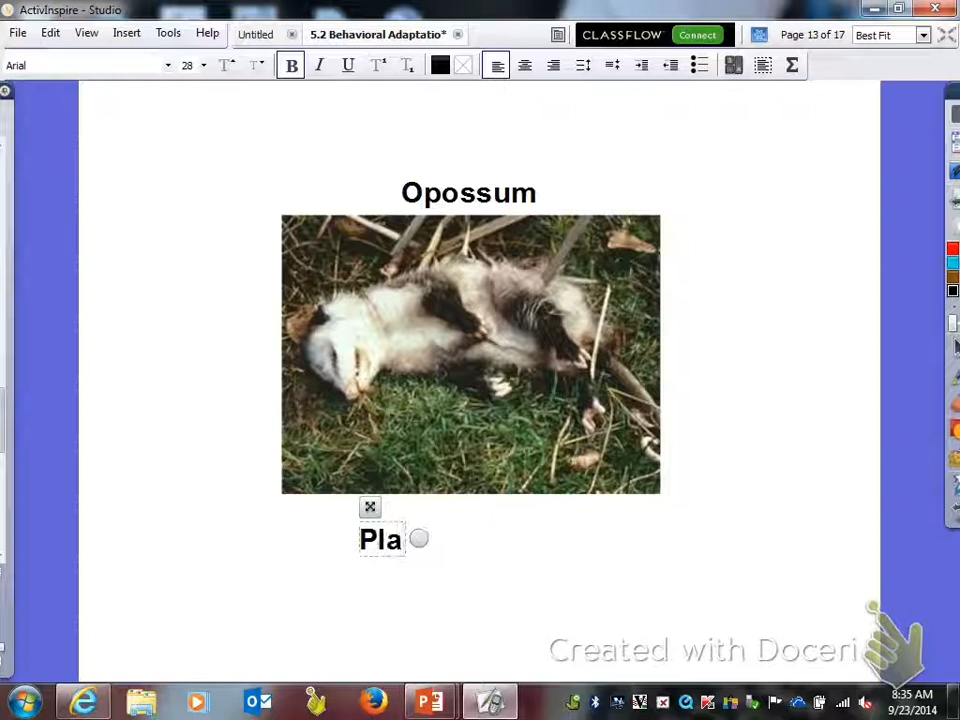 ActivInspire - Studio
File Edit View Insert Tools Help Untitled 5.2 Behavioral Adaptatio* CLASSFLOW Connect Page 13 of 17 Best Fit
Arial 28 B I U T T Σ
Opossum
Pla
Created with Doceri
8:35 AM
9/23/2014